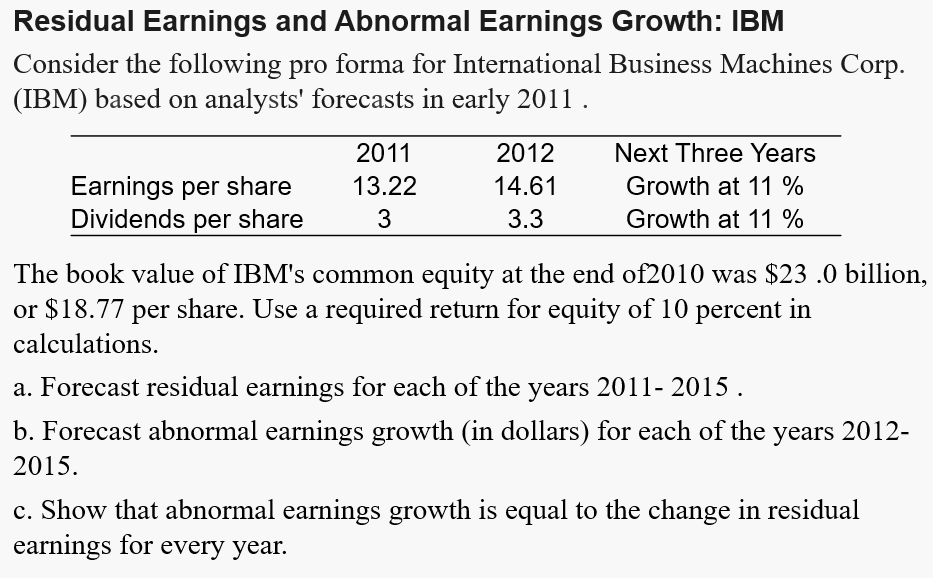 Residual Earnings and Abnormal Earnings Growth: IBM
Consider the following pro forma for International Business Machines Corp.
(IBM) based on analysts' forecasts in early 2011 .
2011 2012 Next Three Years
Earnings per share 13.22 14.61 Growth at 11 %
Dividends per share 3 3.3 Growth at 11 %
The book value of IBM's common equity at the end of2010 was $23 .0 billion,
or $18.77 per share. Use a required return for equity of 10 percent in
calculations.
a. Forecast residual earnings for each of the years 2011- 2015 .
b. Forecast abnormal earnings growth (in dollars) for each of the years 2012-
2015.
c. Show that abnormal earnings growth is equal to the change in residual
earnings for every year.